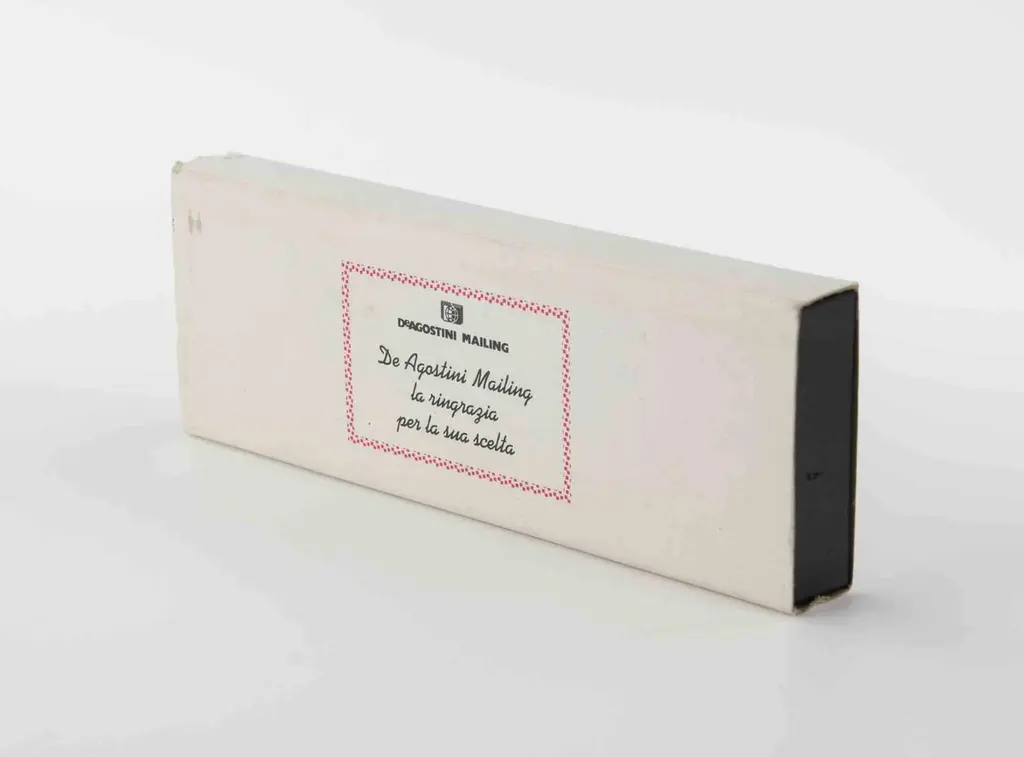 DeAGOSTINI MAILING
De Agostini Mailing
la ringrazia
per la sua scelta